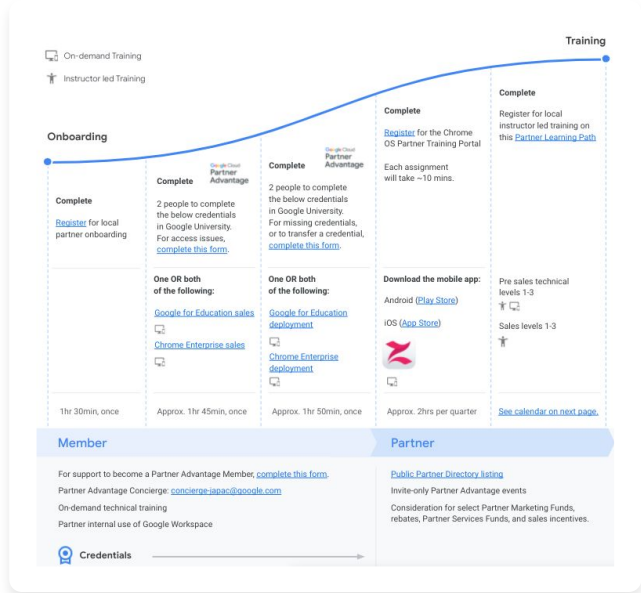 Training
On-demand Training
Instructor led Training
Onboarding
Complete
Register for local
partner onboarding
1hr 30min, once
Google Cloud
Partner
Advantage
Complete
2 people to complete
the below credentials
in Google University.
For access issues,
complete this form.
One OR both
of the following:
Google for Education sales
Chrome Enterprise sales
Approx. 1hr 45min, once
Google Cloud
Partner
Advantage
Complete
2 people to complete
the below credentials
in Google University.
For missing credentials,
or to transfer a credential,
complete this form.
One OR both
of the following:
Google for Education
deployment
Chrome Enterprise
deployment
Approx. 1hr 50min, once
Complete
Register for the Chrome
OS Partner Training Portal
Each assignment
will take ~10 mins.
Download the mobile app:
Android (Play Store)
iOS (App Store)
Approx. 2hrs per quarter
Complete
Register for local
instructor led training on
this Partner Learning Path
Pre sales technical
levels 1-3
Sales levels 1-3
See calendar on next page.
Member
For support to become a Partner Advantage Member, complete this form.
Partner Advantage Concierge: concierge-japac@google.com
On-demand technical training
Partner internal use of Google Workspace
Credentials
Partner
Public Partner Directory listing
Invite-only Partner Advantage events
Consideration for select Partner Marketing Funds,
rebates, Partner Services Funds, and sales incentives.